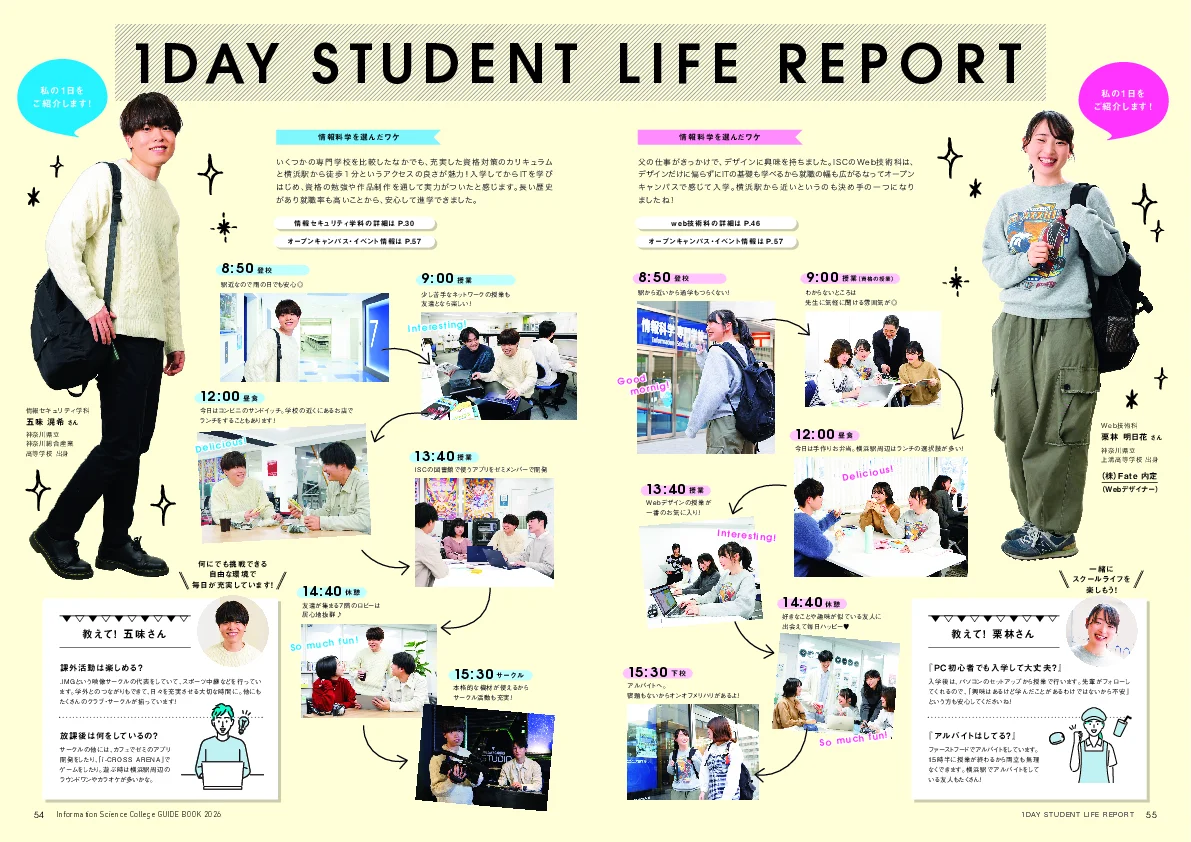 1DAY STUDENT LIFE REPORT
私の1日を
ご紹介します!
情報科学を選んだワケ
いくつかの専門学校を比較したなかでも、充実した資格対策のカリキュラム
と横浜駅から徒歩1分というアクセスの良さが魅力!入学してからITを学び
はじめ、資格の勉強や作品制作を通して実力がついたと感じます。長い歴史
があり就職率も高いことから、安心して進学できました。
情報セキュリティ学科の詳細は P.30
オープンキャンパス・イベント情報は P.57
8:50 登校
駅近なので雨の日でも安心◎
7
9:00 授業
少し苦手なネットワークの授業も
友達となら楽しい!
Interesting!
12:00 昼食
今日はコンビニのサンドイッチ。学校の近くにあるお店で
ランチをすることもあります!
Delicious!
13:40 授業
ISCの図書館で使うアプリをゼミメンバーで開発
14:40 休憩
友達が集まる7階のロビーは
居心地抜群♪
So much fun!
15:30 サークル
本格的な機材が使えるから
サークル活動も充実!
情報セキュリティ学科
五味 滉希 さん
神奈川県立
神奈川総合産業
高等学校 出身
何にでも挑戦できる
自由な環境で
毎日が充実しています!
教えて! 五味さん
課外活動は楽しめる?
JMGという映像サークルの代表をしていて、スポーツ中継などを行ってい
ます。学外とのつながりもできて、日々を充実させる大切な時間に。他にも
たくさんのクラブ・サークルが揃っています!
放課後は何をしているの?
サークルの他には、カフェでゼミのアプリ
開発をしたり、「i-CROSS ARENA」で
ゲームをしたり。遊ぶ時は横浜駅周辺の
ラウンドワンやカラオケが多いかな。
54 Information Science College GUIDE BOOK 2026
私の1日を
ご紹介します!
情報科学を選んだワケ
父の仕事がきっかけで、デザインに興味を持ちました。ISCのWeb技術科は、
デザインだけに偏らずにITの基礎も学べるから就職の幅も広がるなってオープン
キャンパスで感じて入学。横浜駅から近いというのも決め手の一つになり
ましたね!
web技術科の詳細は P.46
オープンキャンパス・イベント情報は P.57
8:50 登校
駅から近いから通学もつらくない!
情報科学専門学校
Good
mornig!
9:00 授業(資格の授業)
わからないところは
先生に気軽に聞ける雰囲気が◎
12:00 昼食
今日は手作りお弁当。横浜駅周辺はランチの選択肢が多い!
Delicious!
13:40 授業
Webデザインの授業が
一番のお気に入り!
Interesting!
14:40 休憩
好きなことや趣味が似ている友人に
出会えて毎日ハッピー♥
So much fun!
15:30 下校
アルバイトへ。
宿題もないからオンオフメリハリがあるよ!
Web技術科
栗林 明日花 さん
神奈川県立
上溝高等学校 出身
(株)Fate 内定
(Webデザイナー)
一緒に
スクールライフを
楽しもう!
教えて! 栗林さん
『PC初心者でも入学して大丈夫?』
入学後は、パソコンのセットアップから授業で行います。先輩がフォローし
てくれるので、「興味はあるけど学んだことがあるわけではないから不安」
という方も安心してくださいね!
『アルバイトはしてる?』
ファーストフードでアルバイトをしています。
15時半に授業が終わるから両立も無理
なくできます。横浜駅でアルバイトをして
いる友人もたくさん!
1DAY STUDENT LIFE REPORT 55